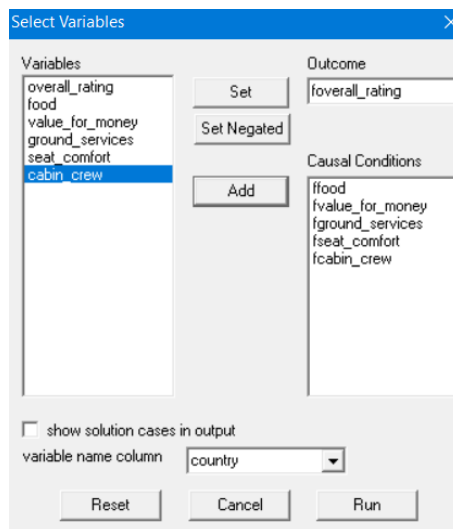 Select Variables
Variables
overall_rating
food
value_for_money
ground_services
seat_comfort
cabin_crew
Set
Set Negated
Add
Outcome
foverall_rating
Causal Conditions
ffood
fvalue_for_money
fground_services
fseat_comfort
fcabin_crew
show solution cases in output
variable name column
country
Reset
Cancel
Run